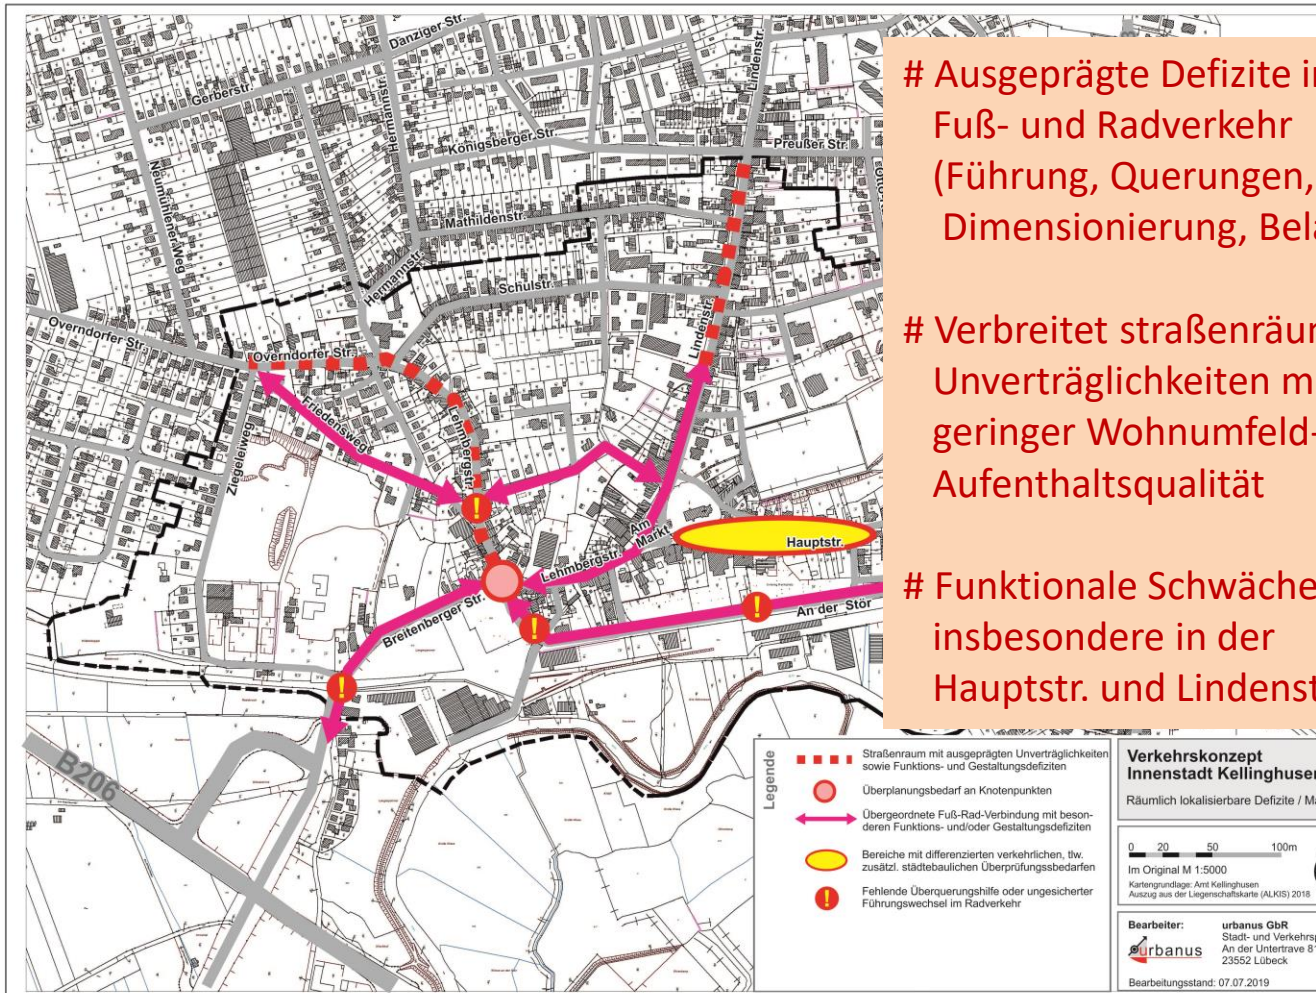 Danziger Str.
Gerberstr.
Hermannstr.
Lindenstr.
Königsberger Str.
Preußer Str.
Neumühlener Weg
Mathildenstr.
Hermannstr.
Schulstr.
Overndorfer Str.
Overndorfer Str.
Lindenstr.
Friedensweg
Lehmbergstr.
Ziegeleiweg
Am
Markt
Hauptstr.
Lehmbergstr.
Breitenberger Str.
An der Stör
B206
# Ausgeprägte Defizite i
Fuß- und Radverkehr
(Führung, Querungen,
Dimensionierung, Bel
# Verbreitet straßenräu
Unverträglichkeiten m
geringer Wohnumfeld-
Aufenthaltsqualität
# Funktionale Schwäche
insbesondere in der
Hauptstr. und Lindenst
Legende
Straßenraum mit ausgeprägten Unverträglichkeiten
sowie Funktions- und Gestaltungsdefiziten
Überplanungsbedarf an Knotenpunkten
Übergeordnete Fuß-Rad-Verbindung mit beson-
deren Funktions- und/oder Gestaltungsdefiziten
Bereiche mit differenzierten verkehrlichen, tlw.
zusätzl. städtebaulichen Überprüfungssbedarfen
Fehlende Überquerungshilfe oder ungesicherter
Führungswechsel im Radverkehr
Verkehrskonzept
Innenstadt Kellinghusen
Räumlich lokalisierbare Defizite / M
0 20 50 100m
Im Original M 1:5000
Kartengrundlage: Amt Kellinghusen
Auszug aus der Liegenschaftskarte (ALKIS) 2018
Bearbeiter: urbanus GbR
Stadt- und Verkehrsp
An der Untertrave 8
23552 Lübeck
urbanus
Bearbeitungsstand: 07.07.2019